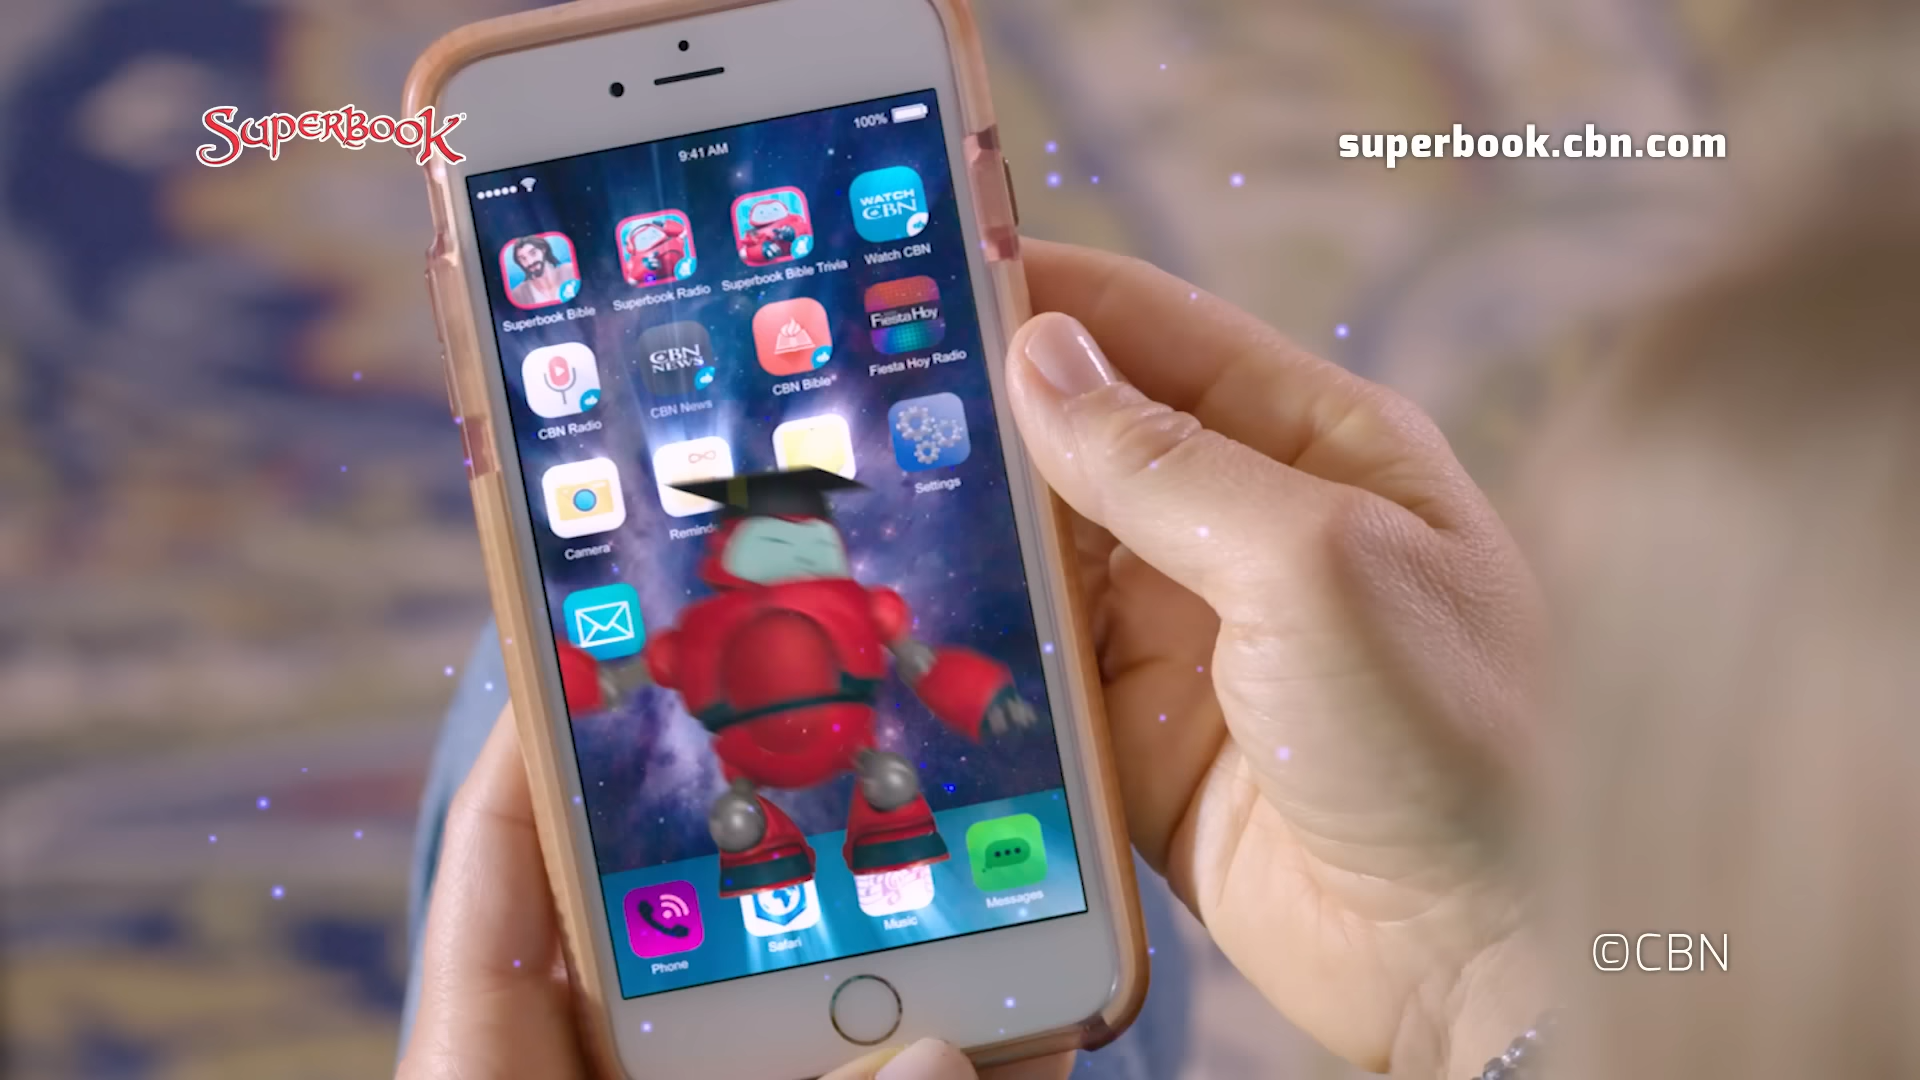 SUPERBOOK
superbook.cbn.com
100%
9:41 AM
WATCH
CBN
Superbook Bible
Superbook Radio
Superbook Bible Trivia
Watch CBN
CBN
NEWS
Fiesta Hoy
CBN Radio
CBN News
CBN Bible
Fiesta Hoy Radio
Camera
Remind
Settings
Phone
Safari
Music
Messages
©CBN